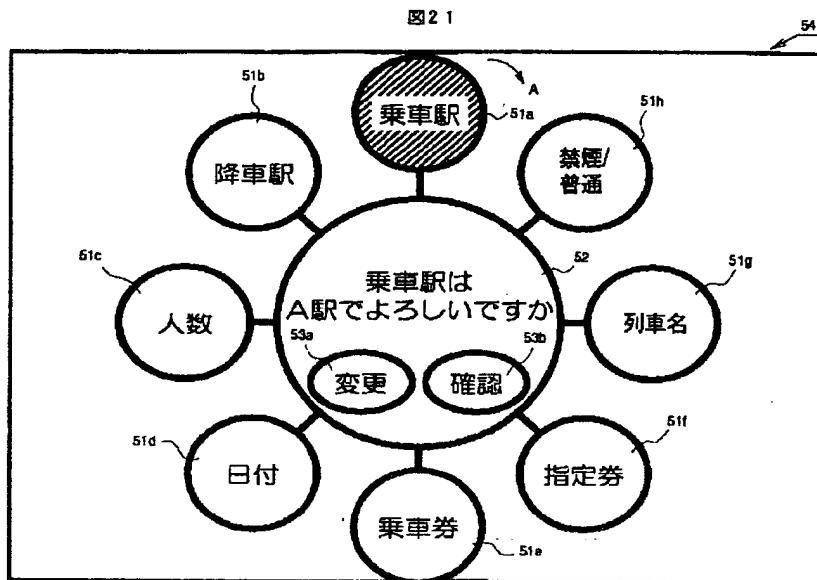 図21
54
51b
乗車駅
A
51a
51h
降車駅
禁煙/
普通
51c
52
51g
人数
乗車駅は
A駅でよろしいですか
列車名
53a
53b
変更
確認
51d
51f
日付
指定券
乗車券
51e